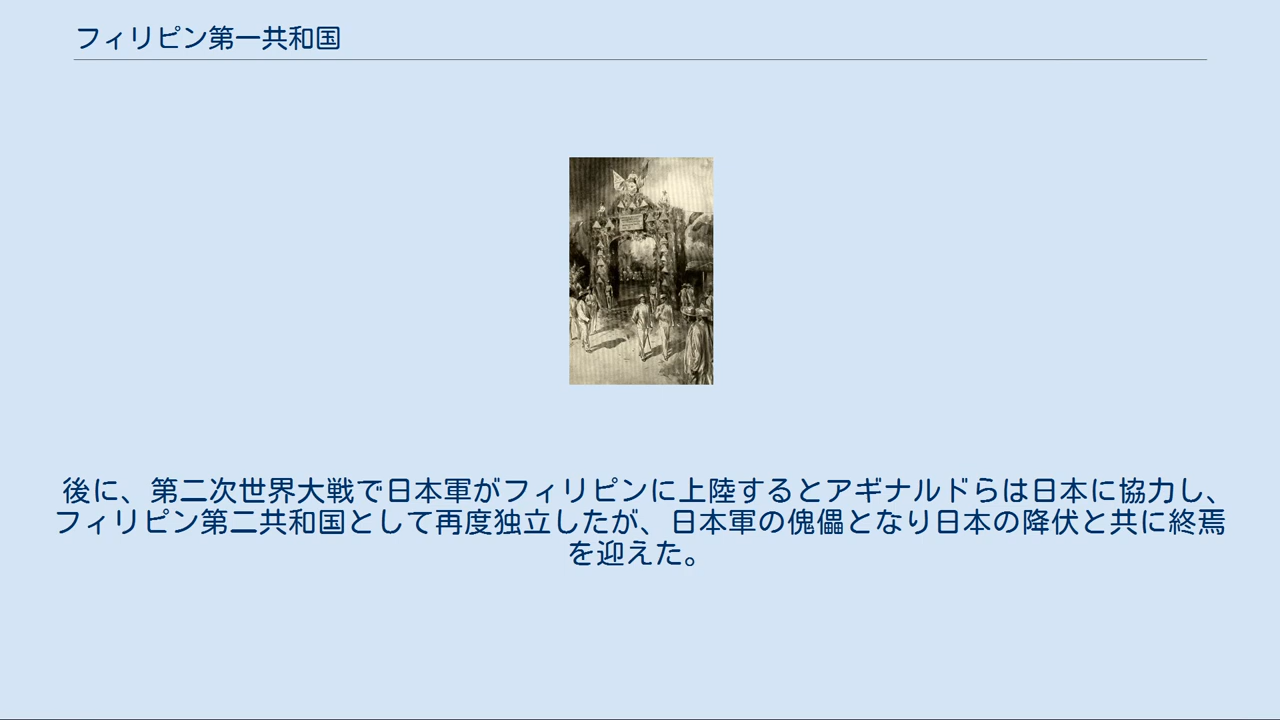 フィリピン第一共和国
後に、第二次世界大戦で日本軍がフィリピンに上陸するとアギナルドらは日本に協力し、
フィリピン第二共和国として再度独立したが、日本軍の傀儡となり日本の降伏と共に終焉
を迎えた。